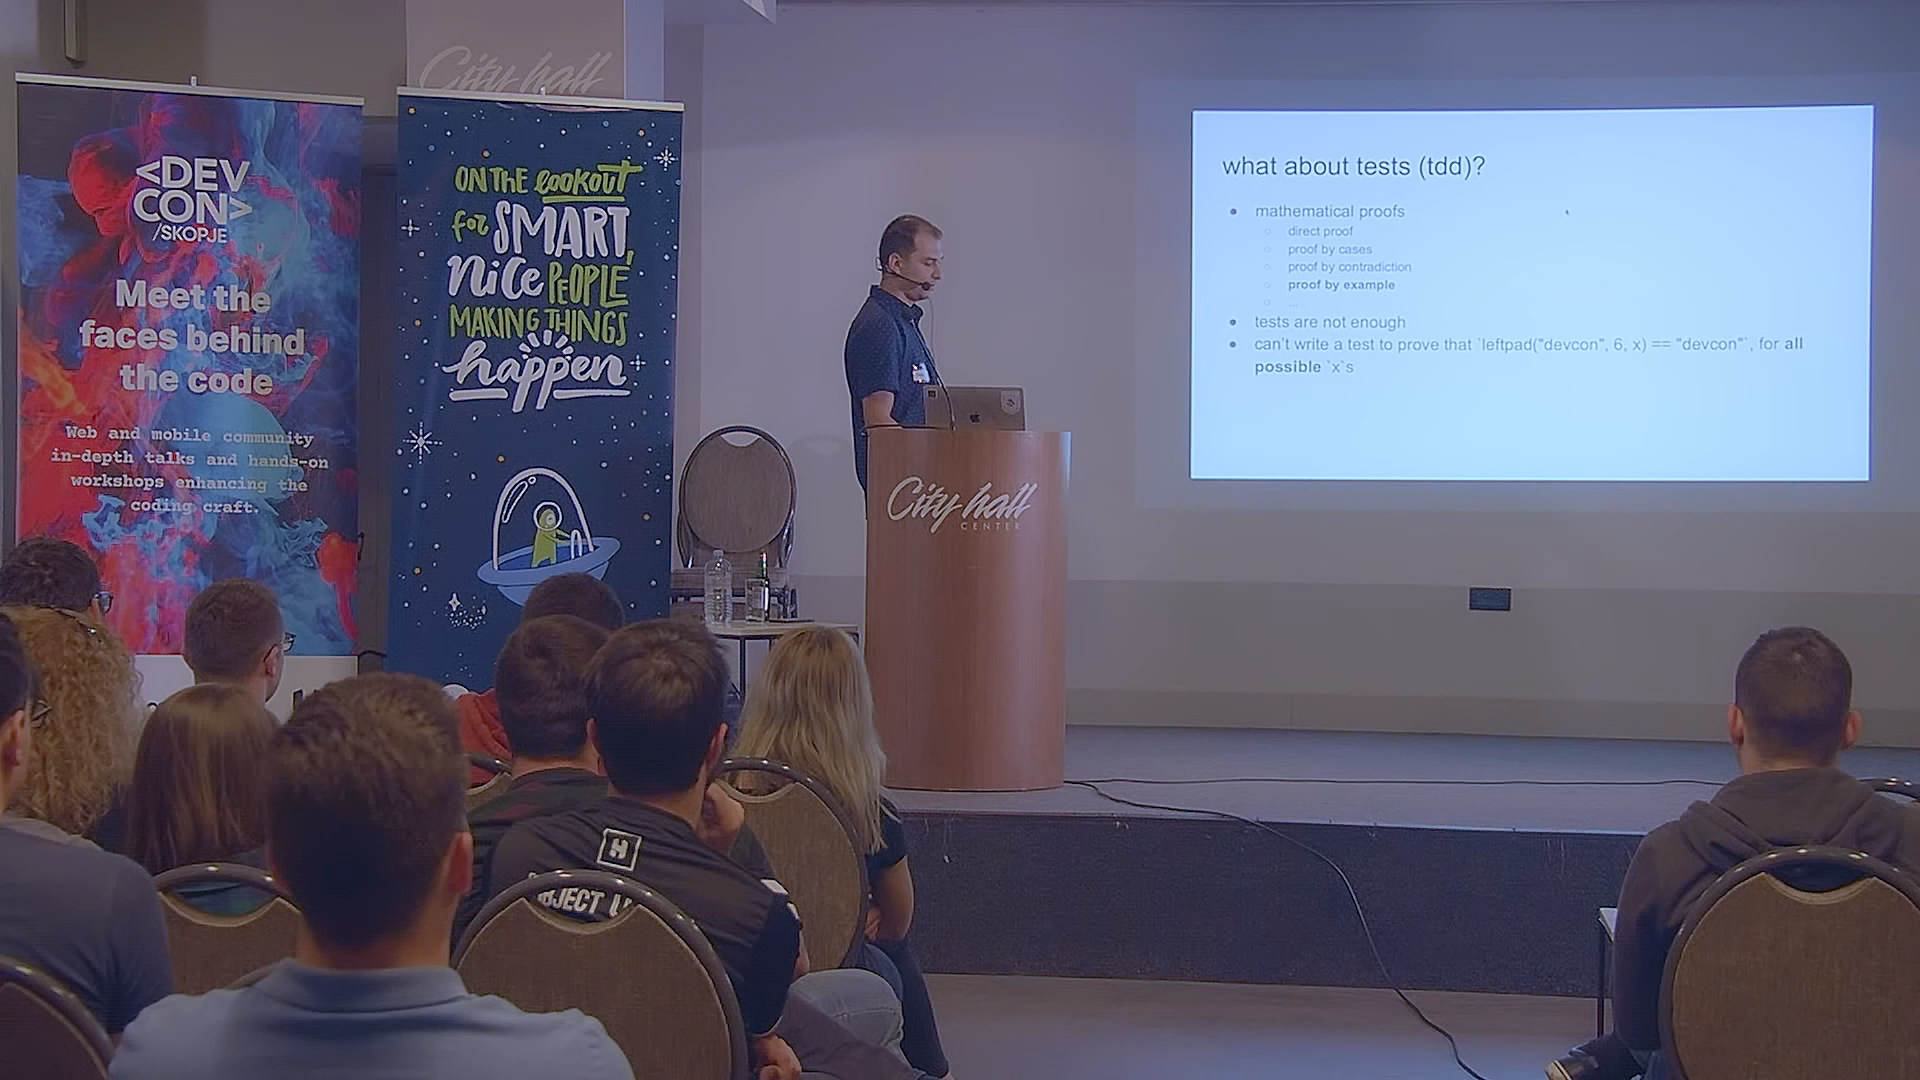 City hall
<DEV
CON>
/SKOPJE
Meet the
faces behind
the code
Web and mobile community
in-depth talks and hands-on
workshops enhancing the
coding craft.
ON THE lookout
for SMART,
nice PEOPLE
MAKING THINGS
happen
City hall
CENTER
what about tests (tdd)?
● mathematical proofs
○ direct proof
○ proof by cases
○ proof by contradiction
○ proof by example
○ ...
● tests are not enough
● can't write a test to prove that `leftpad("devcon", 6, x) == "devcon"`, for all
possible `x`s
H